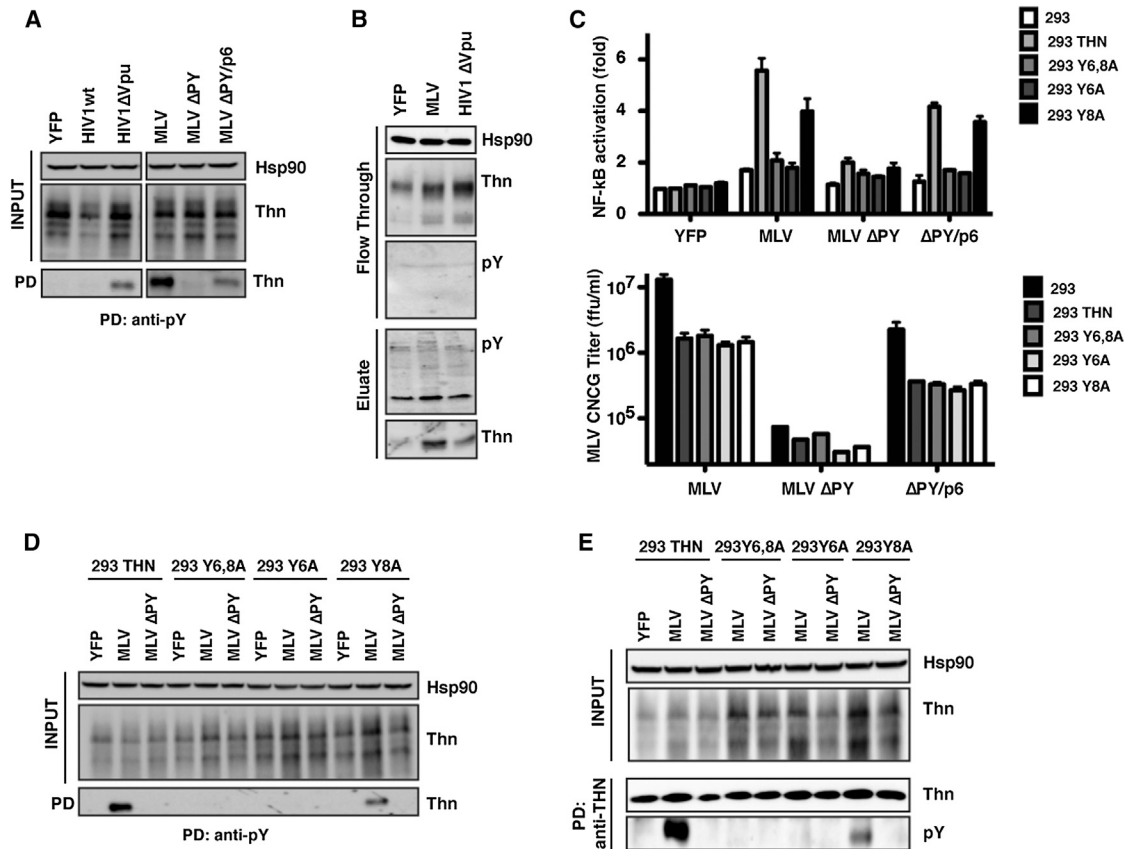 A
YFP
HIV1wt
HIV1ΔVpu
MLV
MLV ΔPY
MLV ΔPY/p6
INPUT
Hsp90
Thn
PD
Thn
PD: anti-pY
B
YFP
MLV
HIV1 ΔVpu
Flow Through
Hsp90
Thn
pY
Eluate
pY
Thn
C
NF-kB activation (fold)
6
4
2
0
YFP
MLV
MLV ΔPY
ΔPY/p6
293
293 THN
293 Y6,8A
293 Y6A
293 Y8A
MLV CNCG Titer (ffu/ml)
10⁷
10⁶
10⁵
MLV
MLV ΔPY
ΔPY/p6
293
293 THN
293 Y6,8A
293 Y6A
293 Y8A
D
293 THN
293 Y6,8A
293 Y6A
293 Y8A
YFP
MLV
MLV ΔPY
YFP
MLV
MLV ΔPY
YFP
MLV
MLV ΔPY
YFP
MLV
MLV ΔPY
INPUT
Hsp90
Thn
PD
Thn
PD: anti-pY
E
293 THN
293Y6,8A
293Y6A
293Y8A
YFP
MLV
MLV ΔPY
MLV
MLV ΔPY
MLV
MLV ΔPY
MLV
MLV ΔPY
INPUT
Hsp90
Thn
PD:
anti-THN
Thn
pY